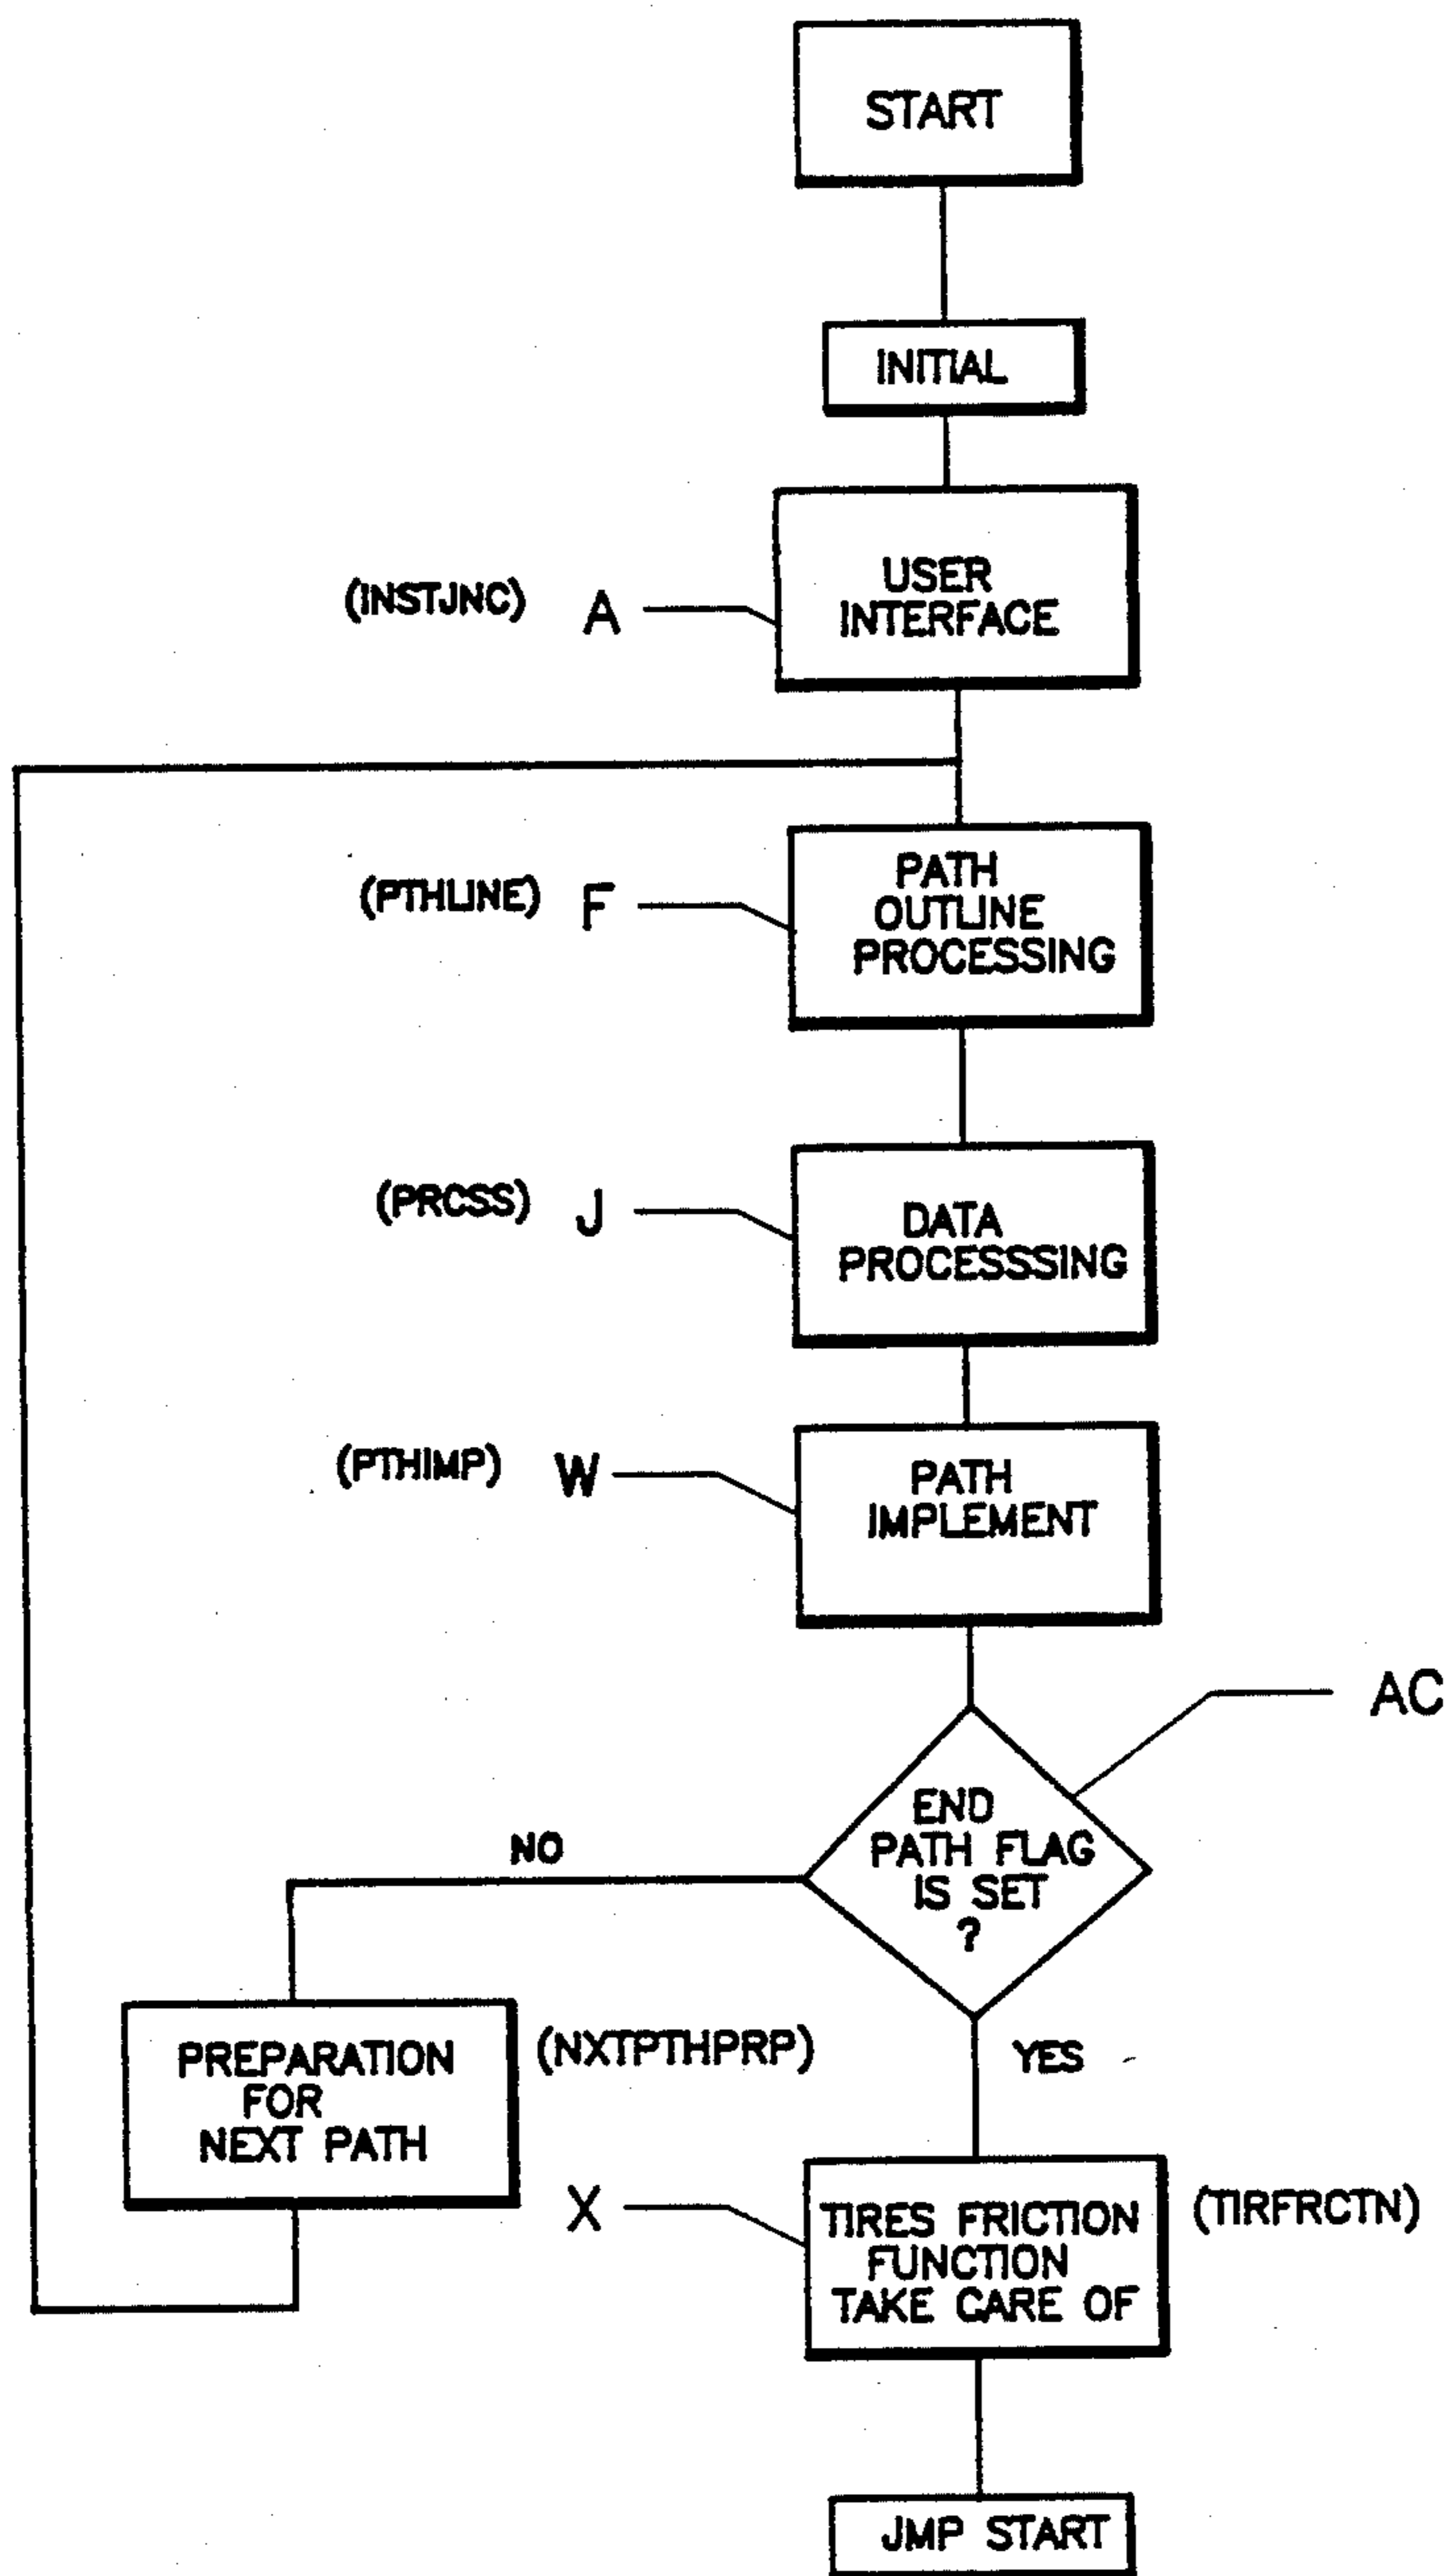 START
INITIAL
(INSTJNC) A
USER
INTERFACE
(PTHLINE) F
PATH
OUTLINE
PROCESSING
(PRCSS) J
DATA
PROCESSSING
(PTHIMP) W
PATH
IMPLEMENT
AC
END
PATH FLAG
IS SET
?
NO
YES
PREPARATION
FOR
NEXT PATH
(NXTPTHPRP)
X
TIRES FRICTION
FUNCTION
TAKE CARE OF
(TIRFRCTN)
JMP START